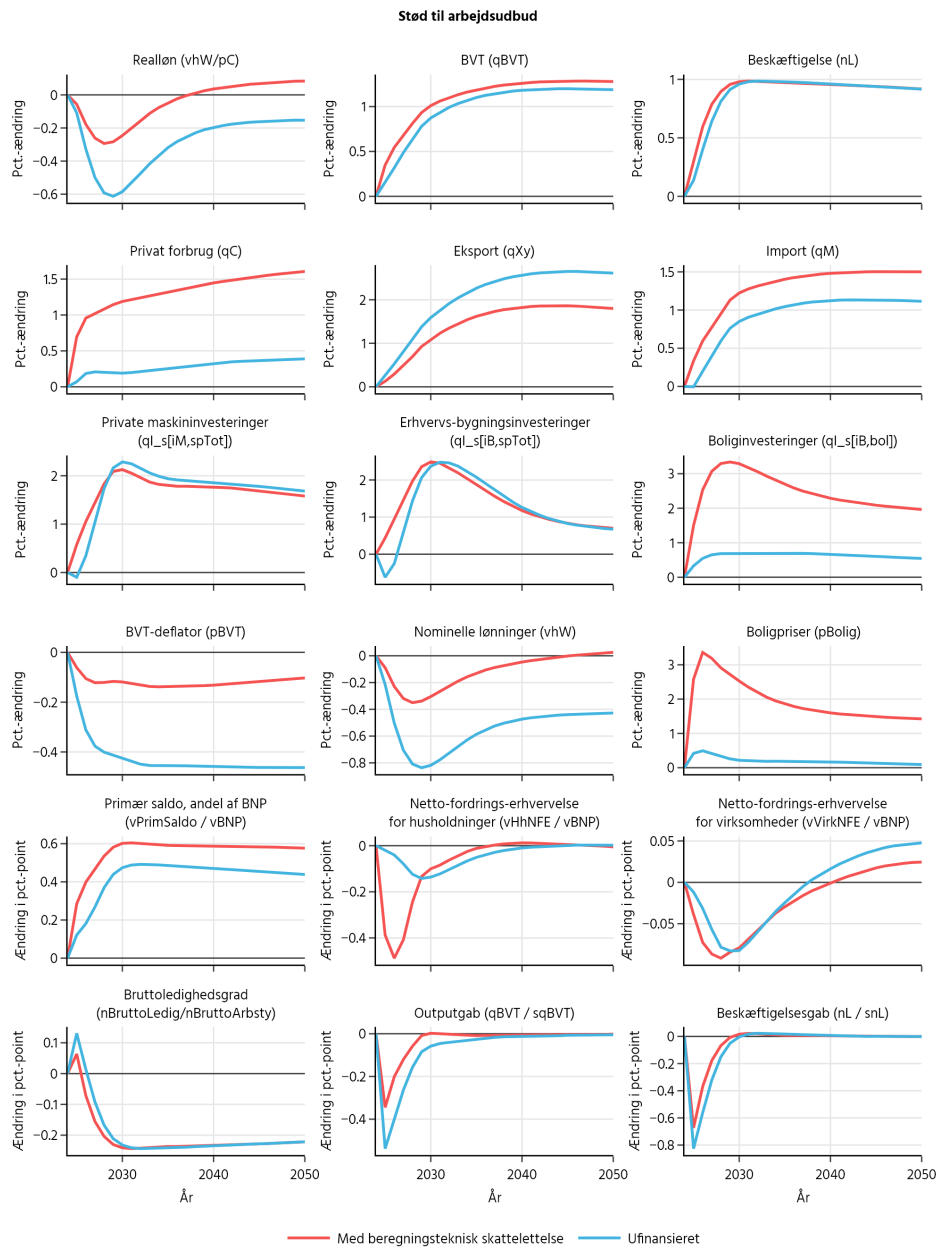 Stød til arbejdsudbud
Realløn (vhW/pC)
Pct.-ændring
0
−0.2
−0.4
−0.6
BVT (qBVT)
Pct.-ændring
1
0.5
0
Beskæftigelse (nL)
Pct.-ændring
1
0.5
0
Privat forbrug (qC)
Pct.-ændring
1.5
1
0.5
0
Eksport (qXy)
Pct.-ændring
2
1
0
Import (qM)
Pct.-ændring
1.5
1
0.5
0
Private maskininvesteringer
(qI_s[iM,spTot])
Pct.-ændring
2
1
0
Erhvervs-bygningsinvesteringer
(qI_s[iB,spTot])
Pct.-ændring
2
1
0
Boliginvesteringer (qI_s[iB,bol])
Pct.-ændring
3
2
1
0
BVT-deflator (pBVT)
Pct.-ændring
0
−0.2
−0.4
Nominelle lønninger (vhW)
Pct.-ændring
0
−0.2
−0.4
−0.6
−0.8
Boligpriser (pBolig)
Pct.-ændring
3
2
1
0
Primær saldo, andel af BNP
(vPrimSaldo / vBNP)
Ændring i pct.-point
0.6
0.4
0.2
0
Netto-fordrings-erhvervelse
for husholdninger (vHhNFE / vBNP)
Ændring i pct.-point
0
−0.2
−0.4
Netto-fordrings-erhvervelse
for virksomheder (vVirkNFE / vBNP)
Ændring i pct.-point
0.05
0
−0.05
Bruttoledighedsgrad
(nBruttoLedig/nBruttoArbsty)
Ændring i pct.-point
0.1
0
−0.1
−0.2
2030
2040
2050
År
Outputgab (qBVT / sqBVT)
Ændring i pct.-point
0
−0.2
−0.4
2030
2040
2050
År
Beskæftigelsesgab (nL / snL)
Ændring i pct.-point
0
−0.2
−0.4
−0.6
−0.8
2030
2040
2050
År
Med beregningsteknisk skattelettelse
Ufinansieret